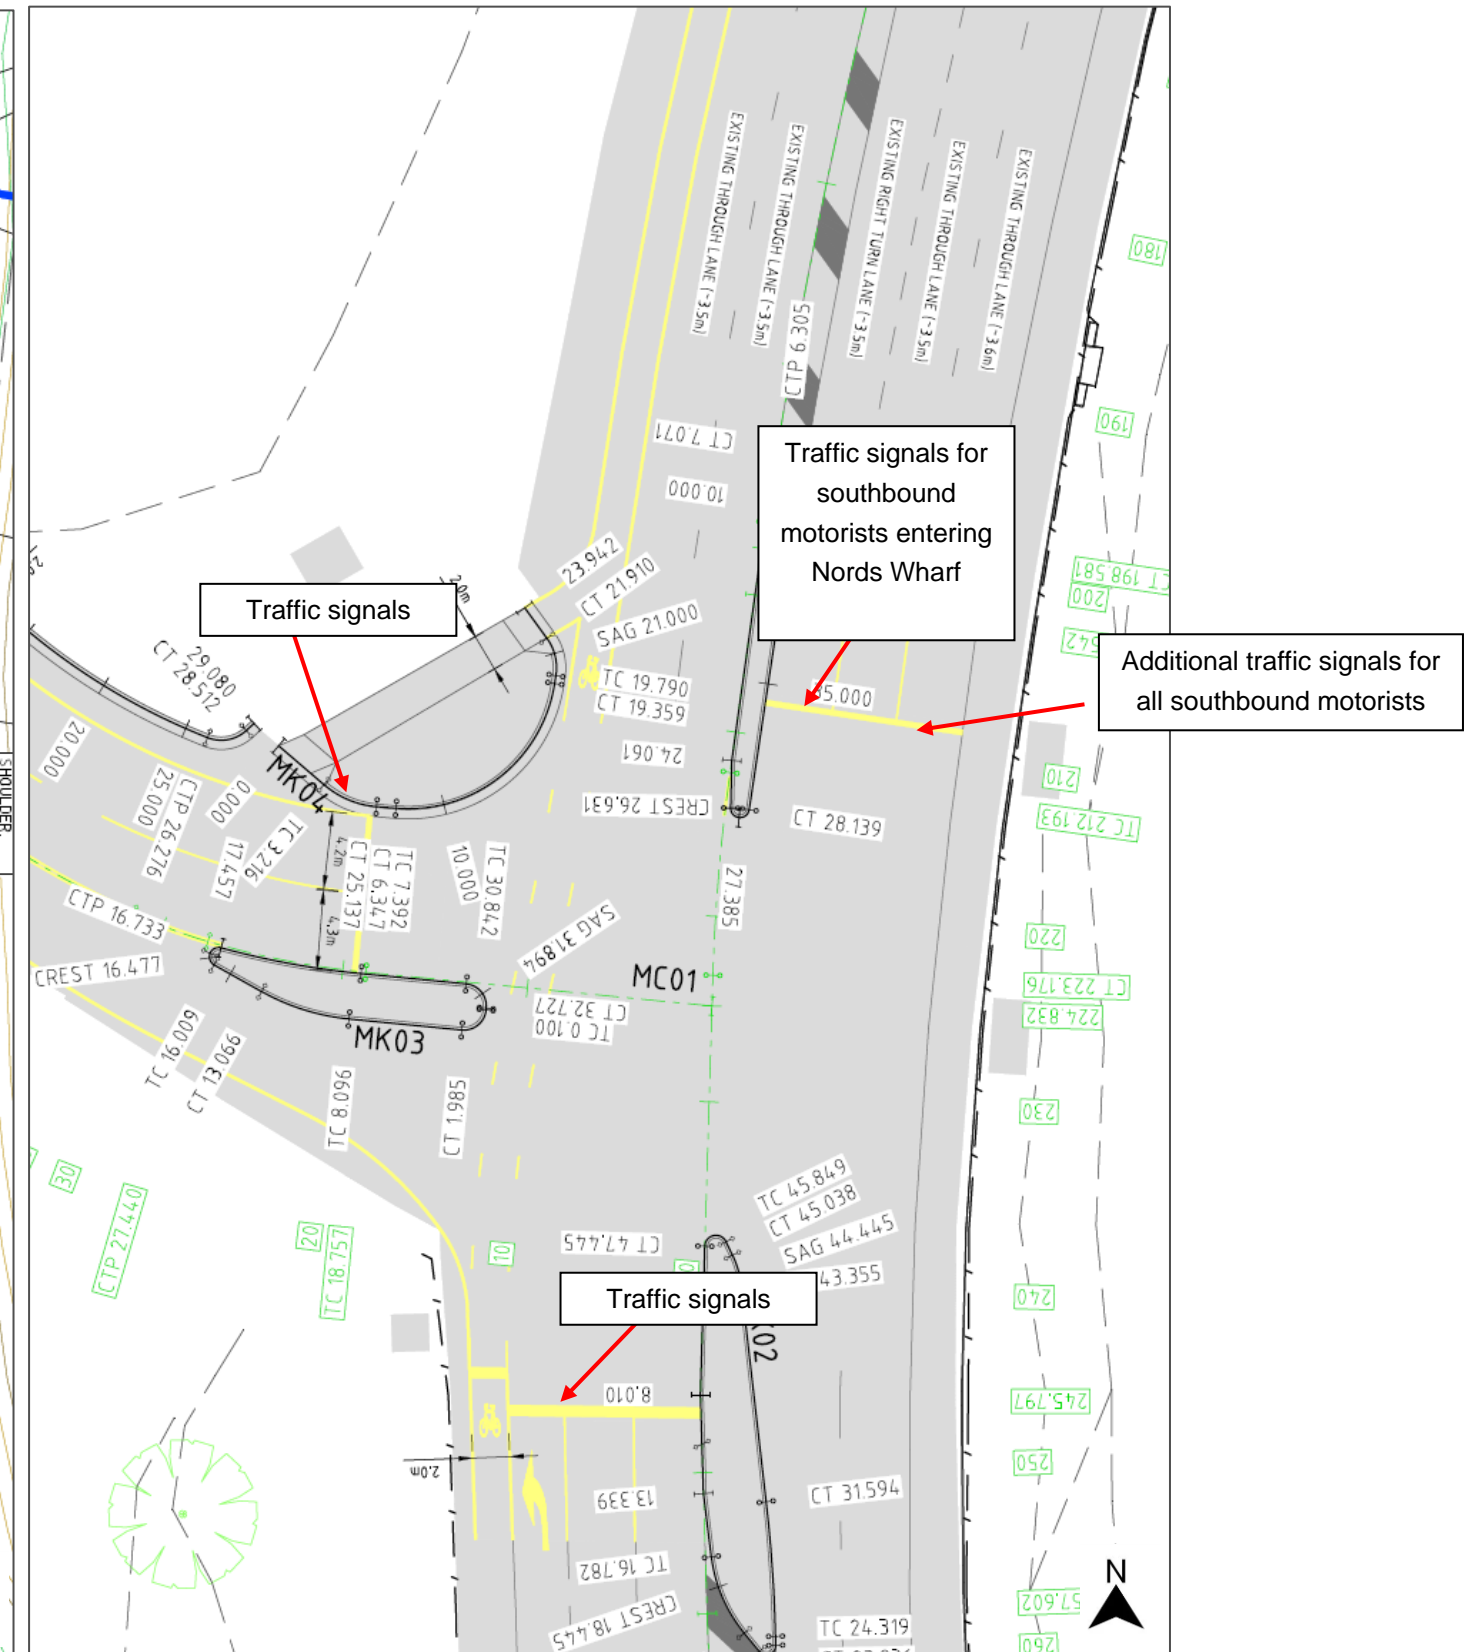 EXISTING THROUGH LANE (~3.5m)
EXISTING THROUGH LANE (~3.5m)
EXISTING RIGHT TURN LANE (~3.5m)
EXISTING THROUGH LANE (~3.5m)
EXISTING THROUGH LANE (~3.6m)
CTP 6.305
180
190
CT 7.071
10.000
Traffic signals for
southbound
motorists entering
Nords Wharf
23.942
CT 21.910
SAG 21.000
TC 19.790
CT 19.359
2.0m
Traffic signals
CT 198.581
200
Additional traffic signals for
all southbound motorists
29.080
CT 28.512
24.061
CREST 26.631
CT 28.139
210
TC 212.193
SHOULDER
20.000
MK04
CTP 26.276
25.000
0.000
TC 3.216
17.457
4.2m
CT 25.137
CT 6.347
TC 7.392
10.000
TC 30.842
27.385
4.3m
CTP 16.733
CREST 16.477
SAG 31.894
220
CT 223.176
224.832
MC01
CT 32.727
TC 0.100
MK03
TC 16.009
CT 13.066
TC 8.096
CT 1.985
230
30
CTP 27.440
20
TC 18.757
10
CT 47.445
TC 45.849
CT 45.038
SAG 44.445
43.355
240
Traffic signals
8.010
2.0m
13.339
CT 31.594
245.797
250
TC 16.782
CREST 18.445
TC 24.319
N
57.602
260